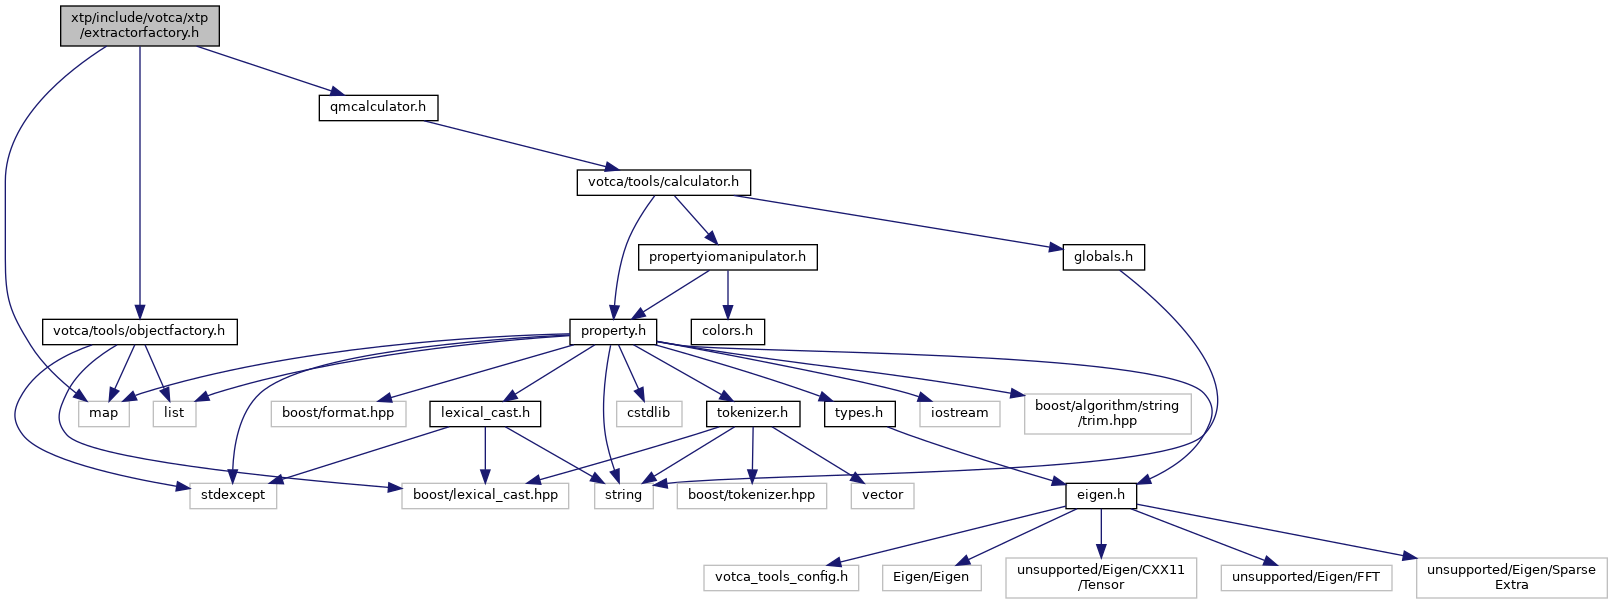 xtp/include/votca/xtp
/extractorfactory.h
qmcalculator.h
votca/tools/calculator.h
propertyiomanipulator.h
globals.h
votca/tools/objectfactory.h
property.h
colors.h
map
list
boost/format.hpp
lexical_cast.h
cstdlib
tokenizer.h
types.h
iostream
boost/algorithm/string
/trim.hpp
stdexcept
boost/lexical_cast.hpp
string
boost/tokenizer.hpp
vector
eigen.h
votca_tools_config.h
Eigen/Eigen
unsupported/Eigen/CXX11
/Tensor
unsupported/Eigen/FFT
unsupported/Eigen/Sparse
Extra